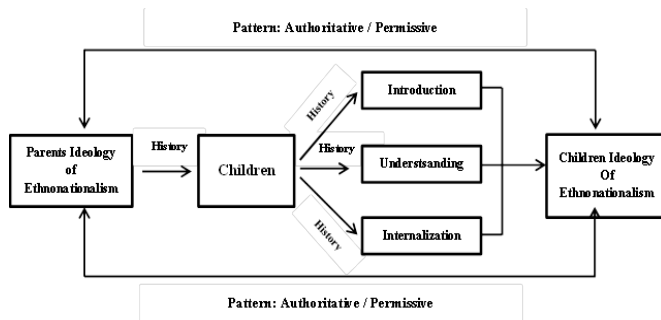 Pattern: Authoritative / Permissive
History
Introduction
Parents Ideology
of
Ethnonationalism
History
Children
History
Understsanding
Children Ideology
Of
Ethnonationalism
History
Internalization
Pattern: Authoritative / Permissive